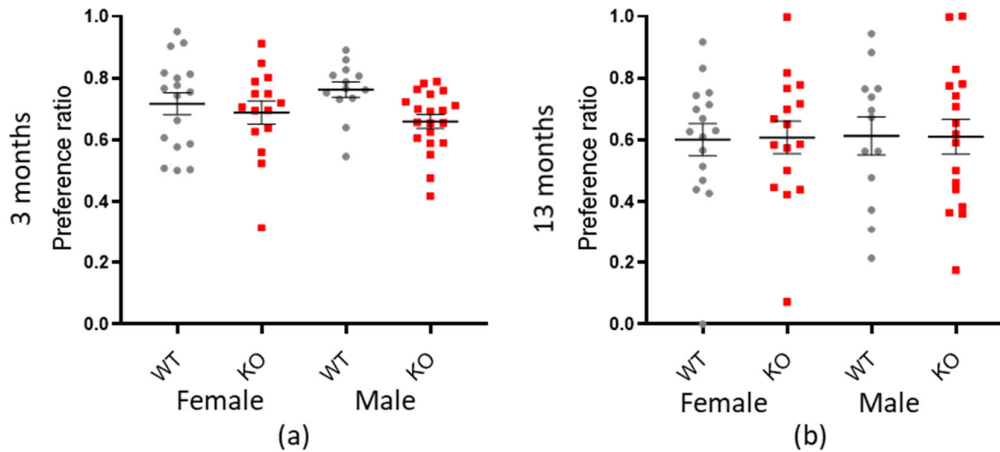 3 months
Preference ratio
1.0
0.8
0.6
0.4
0.2
0.0
WT
KO
WT
KO
Female
Male
(a)
13 months
Preference ratio
1.0
0.8
0.6
0.4
0.2
0.0
WT
KO
WT
KO
Female
Male
(b)